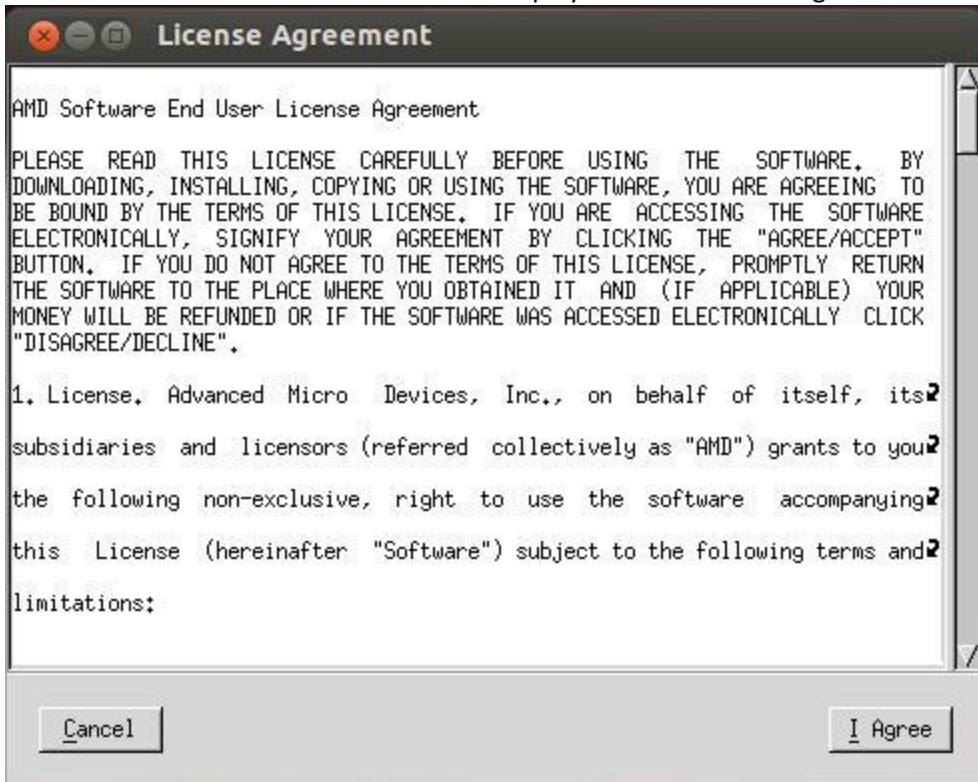 License Agreement
AMD Software End User License Agreement
PLEASE READ THIS LICENSE CAREFULLY BEFORE USING THE SOFTWARE. BY
DOWNLOADING, INSTALLING, COPYING OR USING THE SOFTWARE, YOU ARE AGREEING TO
BE BOUND BY THE TERMS OF THIS LICENSE. IF YOU ARE ACCESSING THE SOFTWARE
ELECTRONICALLY, SIGNIFY YOUR AGREEMENT BY CLICKING THE "AGREE/ACCEPT"
BUTTON. IF YOU DO NOT AGREE TO THE TERMS OF THIS LICENSE, PROMPTLY RETURN
THE SOFTWARE TO THE PLACE WHERE YOU OBTAINED IT AND (IF APPLICABLE) YOUR
MONEY WILL BE REFUNDED OR IF THE SOFTWARE WAS ACCESSED ELECTRONICALLY CLICK
"DISAGREE/DECLINE".
1. License. Advanced Micro Devices, Inc., on behalf of itself, its
subsidiaries and licensors (referred collectively as "AMD") grants to you
the following non-exclusive, right to use the software accompanying
this License (hereinafter "Software") subject to the following terms and
limitations:
Cancel
I Agree